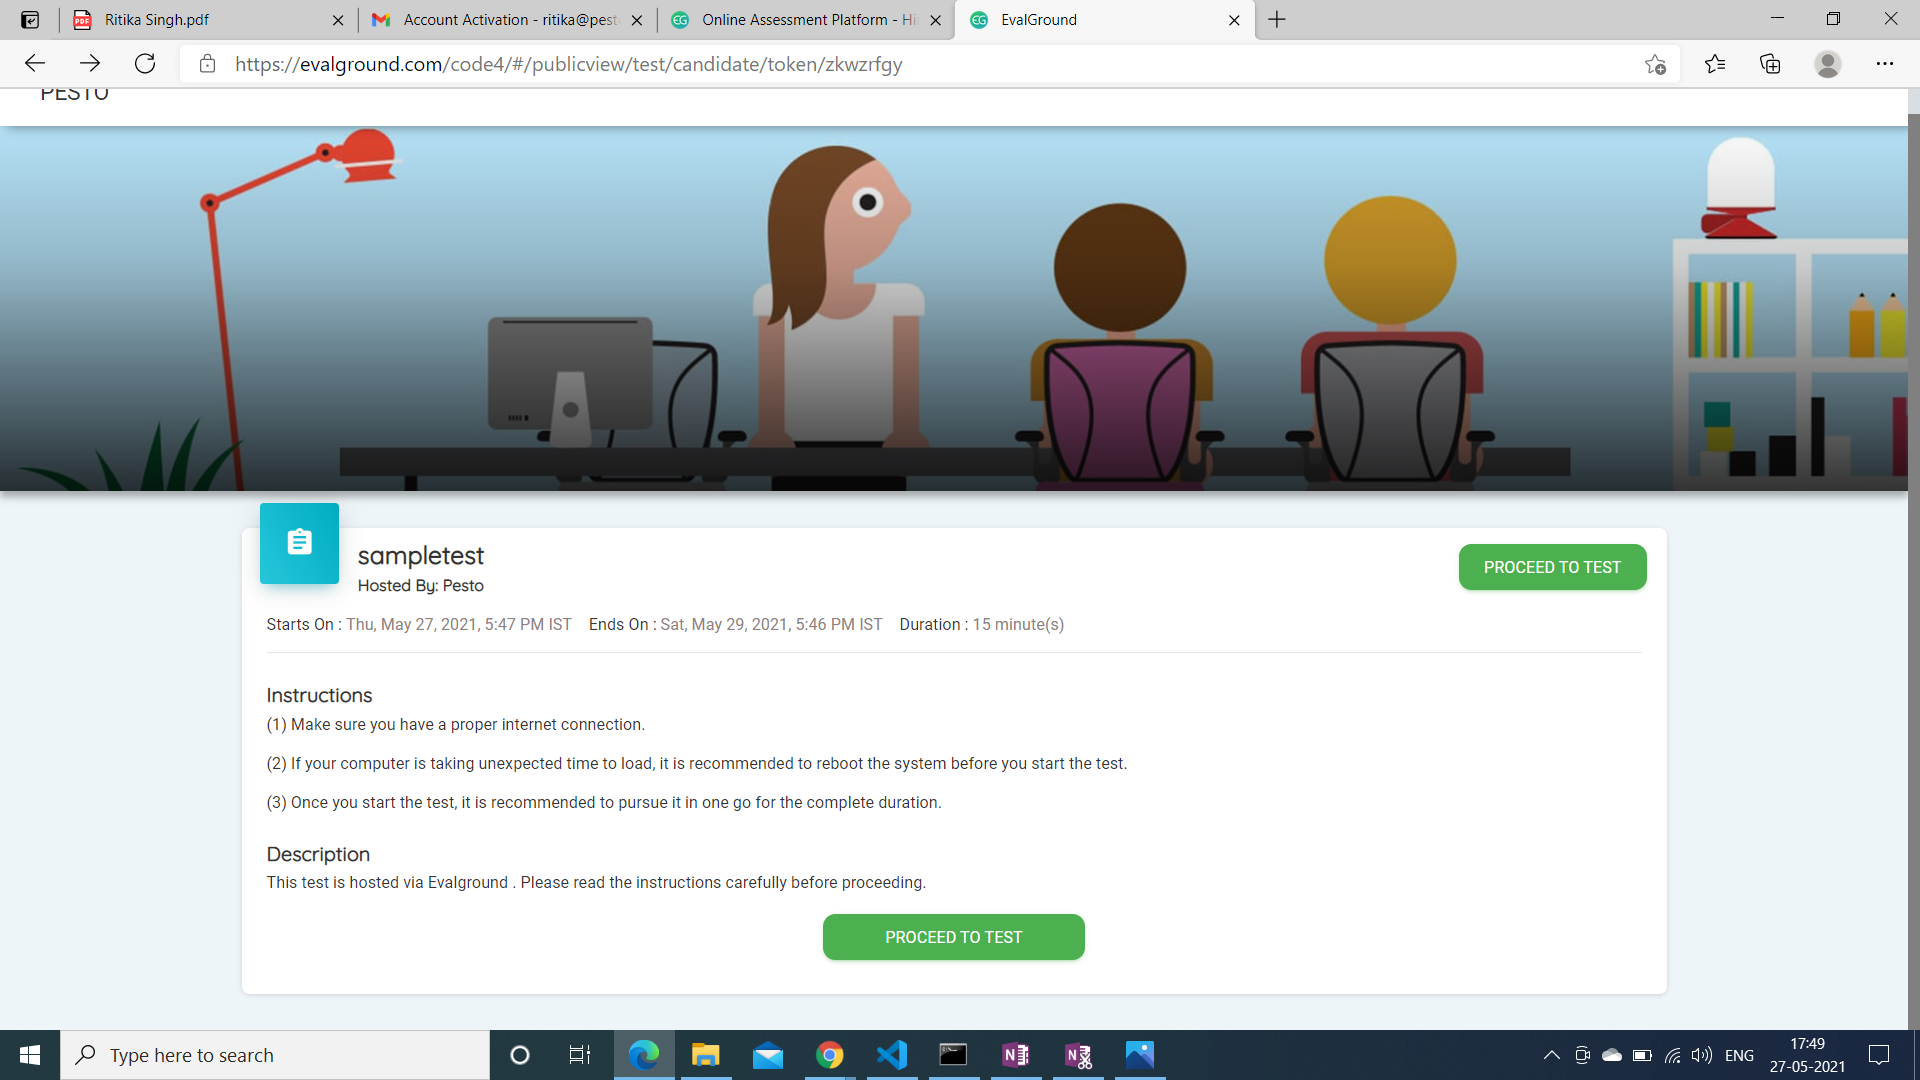 Ritika Singh.pdf
Account Activation - ritika@pest
Online Assessment Platform - Hi
EvalGround
https://evalground.com/code4/#/publicview/test/candidate/token/zkwzrfgy
PESTO
sampletest
Hosted By: Pesto
PROCEED TO TEST
Starts On : Thu, May 27, 2021, 5:47 PM IST Ends On : Sat, May 29, 2021, 5:46 PM IST Duration : 15 minute(s)
Instructions
(1) Make sure you have a proper internet connection.
(2) If your computer is taking unexpected time to load, it is recommended to reboot the system before you start the test.
(3) Once you start the test, it is recommended to pursue it in one go for the complete duration.
Description
This test is hosted via Evalground . Please read the instructions carefully before proceeding.
PROCEED TO TEST
Type here to search
ENG
17:49
27-05-2021